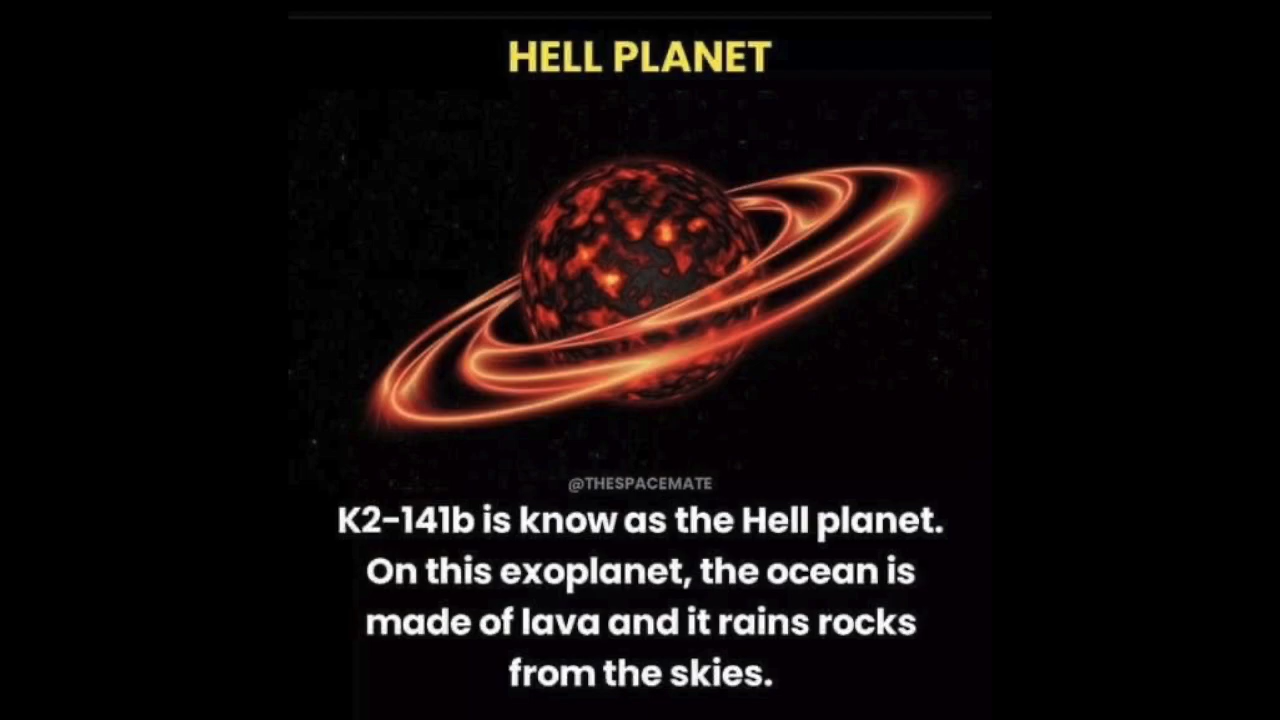 HELL PLANET
@THESPACEMATE
K2-141b is know as the Hell planet.
On this exoplanet, the ocean is
made of lava and it rains rocks
from the skies.